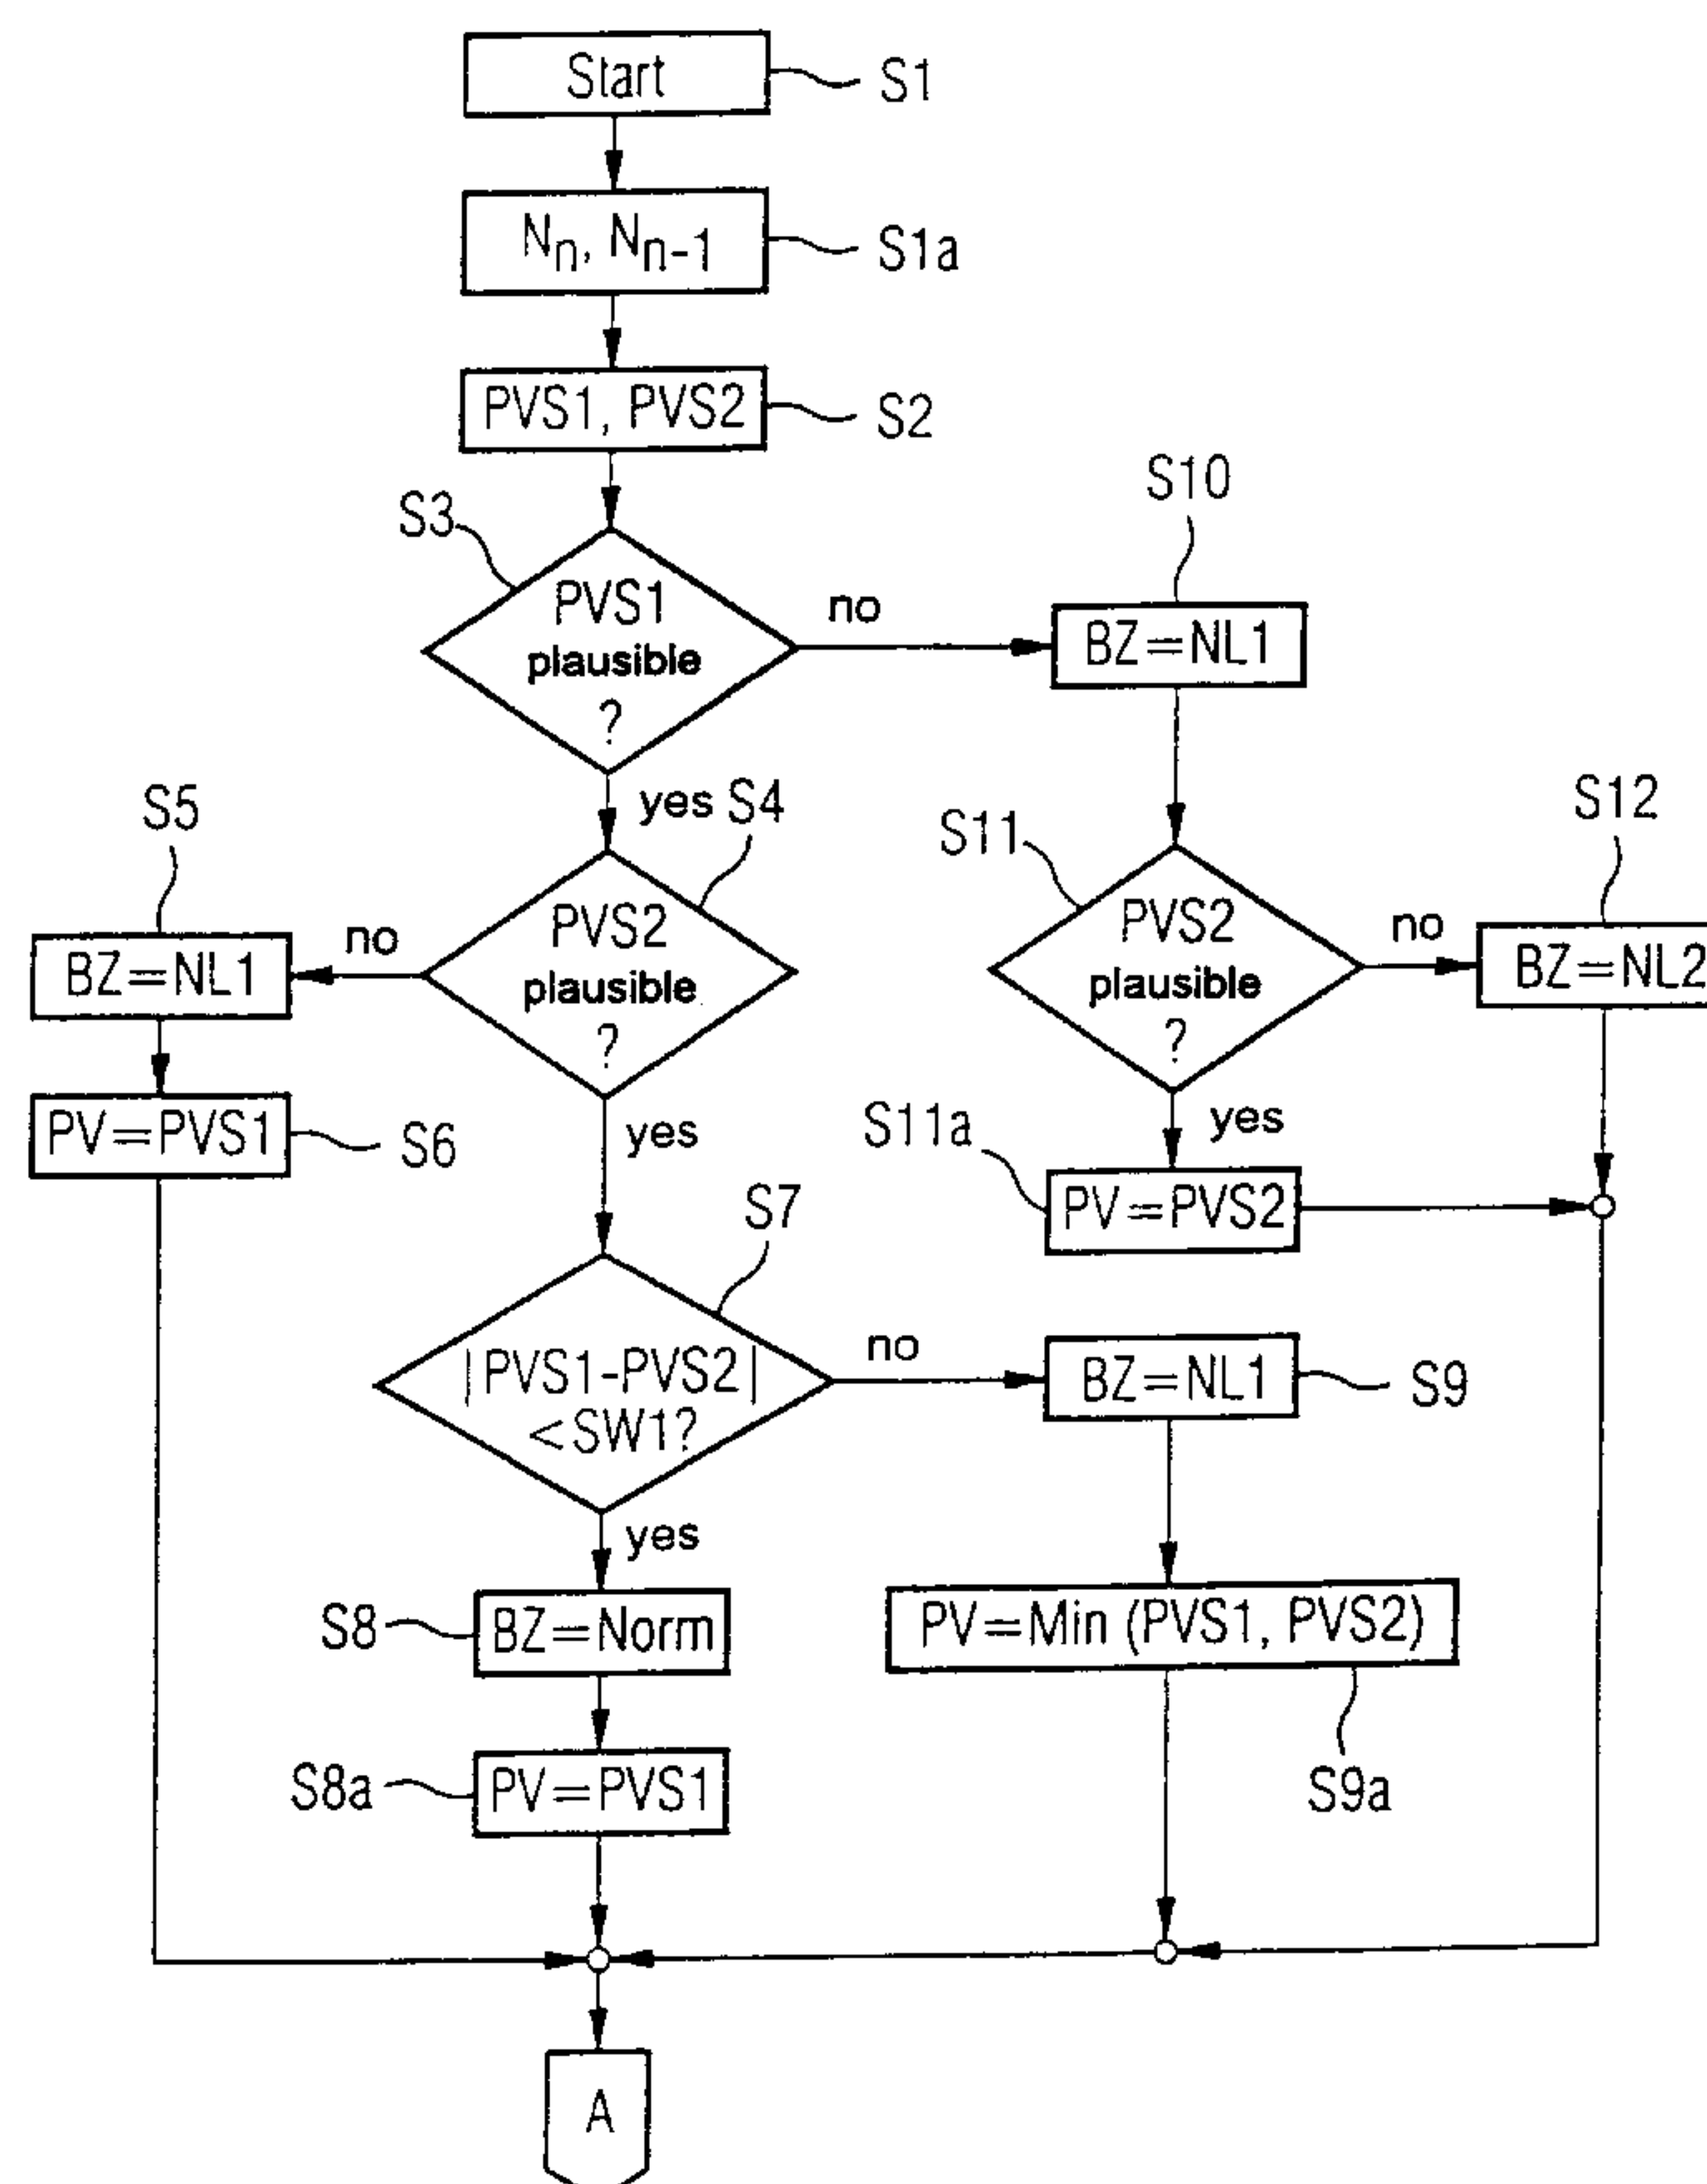 Start
S1
Nn, Nn-1
S1a
PVS1, PVS2
S2
S10
S3
PVS1
plausible
?
no
BZ=NL1
yes
S4
S5
S11
S12
PVS2
plausible
?
no
BZ=NL1
PVS2
plausible
?
no
BZ=NL2
PV=PVS1
S6
yes
S11a
yes
PV=PVS2
S7
|PVS1-PVS2|
<SW1?
no
BZ=NL1
S9
yes
S8
BZ=Norm
PV=Min (PVS1, PVS2)
S8a
PV=PVS1
S9a
A